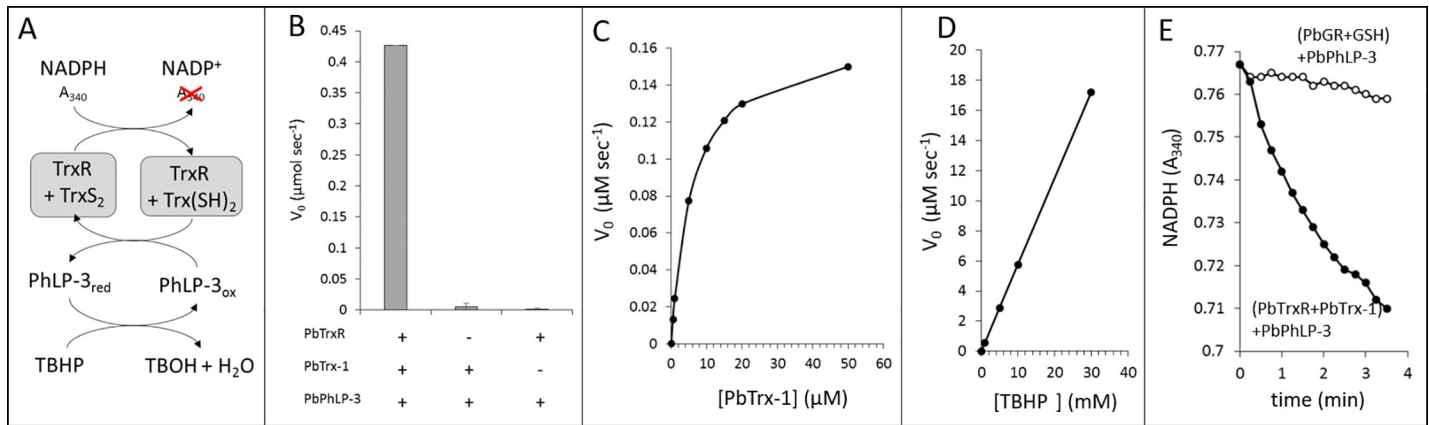 A
NADPH NADP+
A340 A340
TrxR
+ TrxS2
TrxR
+ Trx(SH)2
PhLP-3red PhLP-3ox
TBHP TBOH + H2O
B
V0 (µmol sec-1)
0.45
0.4
0.35
0.3
0.25
0.2
0.15
0.1
0.05
0
PbTrxR + - +
PbTrx-1 + + -
PbPhLP-3 + + +
C
V0 (µM sec-1)
0.16
0.14
0.12
0.1
0.08
0.06
0.04
0.02
0
0 10 20 30 40 50 60
[PbTrx-1] (µM)
D
V0 (µM sec-1)
20
18
16
14
12
10
8
6
4
2
0
0 10 20 30 40
[TBHP ] (mM)
E
NADPH (A340)
0.77
0.76
0.75
0.74
0.73
0.72
0.71
0.7
(PbGR+GSH)
+PbPhLP-3
(PbTrxR+PbTrx-1)
+PbPhLP-3
0 1 2 3 4
time (min)